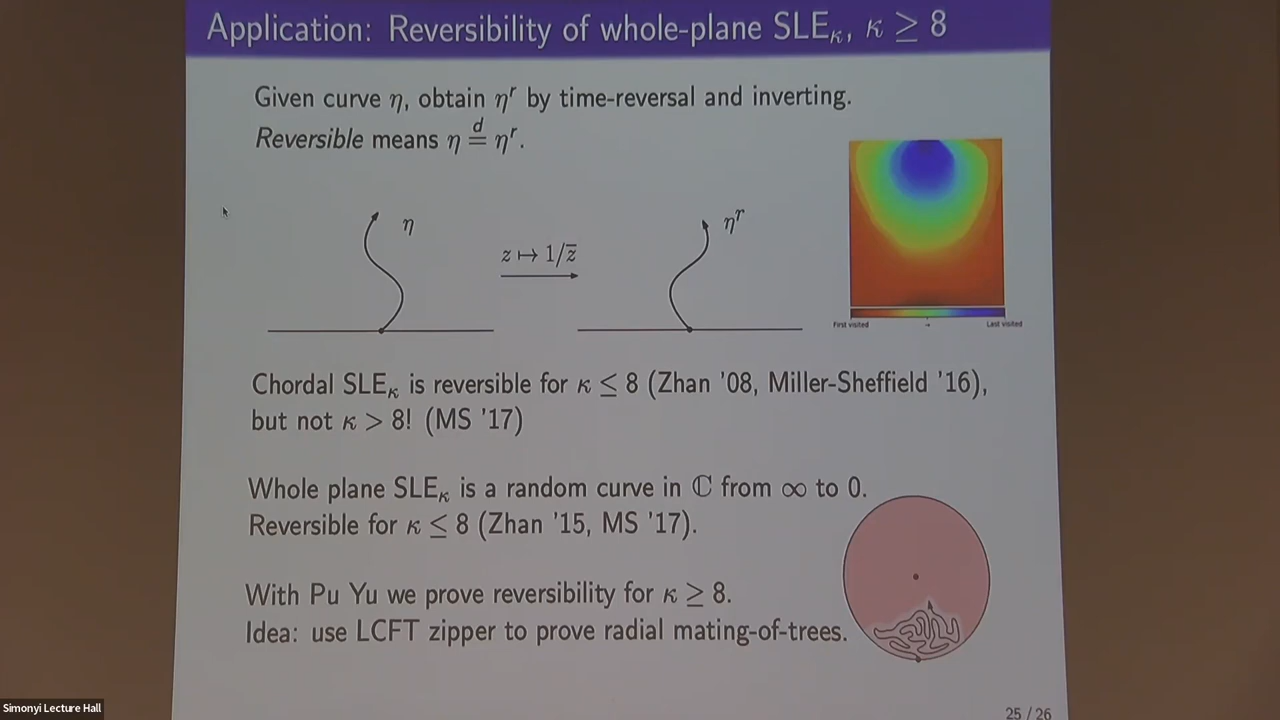 Application: Reversibility of whole-plane SLEκ, κ ≥ 8
Given curve η, obtain ηʳ by time-reversal and inverting.
Reversible means η d= ηʳ.
η
z ↦ 1/z̅
ηʳ
First visited
Last visited
Chordal SLEκ is reversible for κ ≤ 8 (Zhan '08, Miller-Sheffield '16),
but not κ > 8! (MS '17)
Whole plane SLEκ is a random curve in ℂ from ∞ to 0.
Reversible for κ ≤ 8 (Zhan '15, MS '17).
With Pu Yu we prove reversibility for κ ≥ 8.
Idea: use LCFT zipper to prove radial mating-of-trees.
Simonyi Lecture Hall
25 / 26